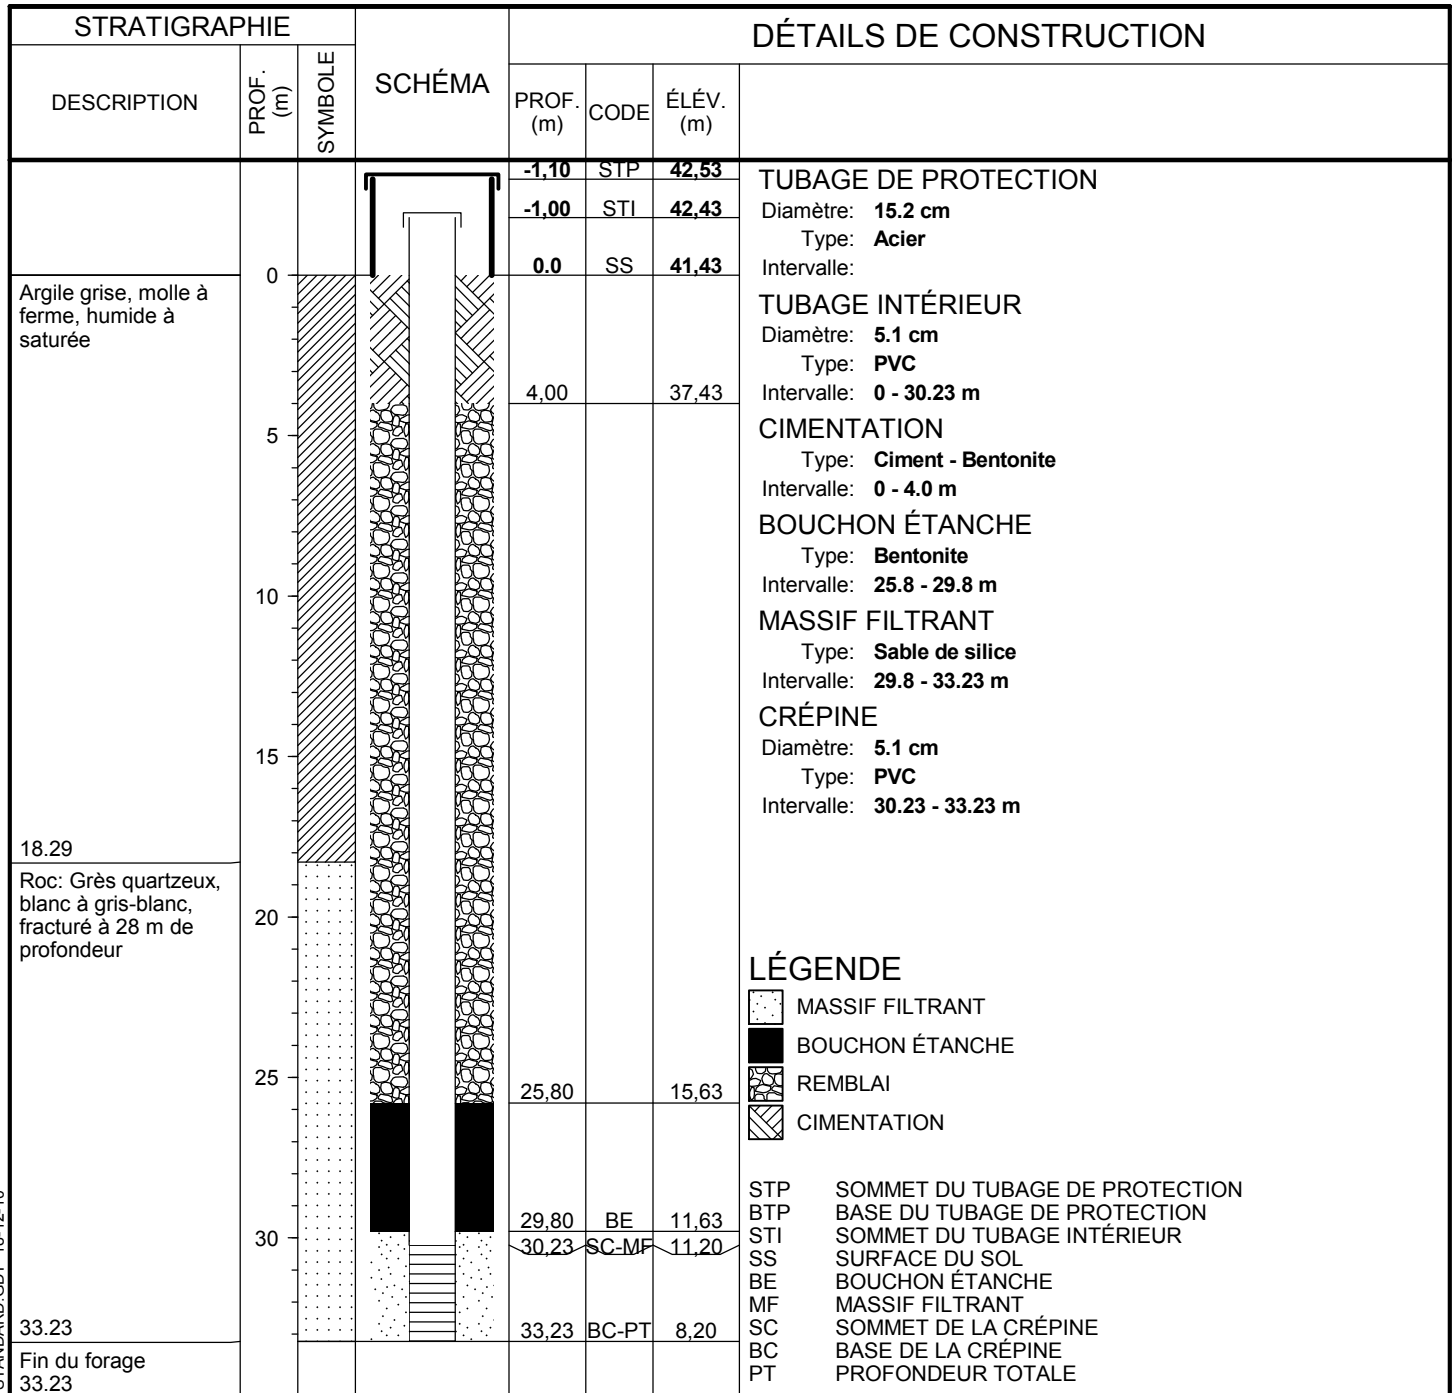 STRATIGRAPHIE
DESCRIPTION
PROF. (m)
SYMBOLE
SCHÉMA
DÉTAILS DE CONSTRUCTION
PROF. (m)
CODE
ÉLÉV. (m)
-1,10 STP 42,53
-1,00 STI 42,43
0.0 SS 41,43
4,00 37,43
25,80 15,63
29,80 BE 11,63
30,23 SC-MF 11,20
33,23 BC-PT 8,20
0
5
10
15
20
25
30
Argile grise, molle à
ferme, humide à
saturée
18.29
Roc: Grès quartzeux,
blanc à gris-blanc,
fracturé à 28 m de
profondeur
33.23
Fin du forage
33.23
TUBAGE DE PROTECTION
Diamètre: 15.2 cm
Type: Acier
Intervalle:
TUBAGE INTÉRIEUR
Diamètre: 5.1 cm
Type: PVC
Intervalle: 0 - 30.23 m
CIMENTATION
Type: Ciment - Bentonite
Intervalle: 0 - 4.0 m
BOUCHON ÉTANCHE
Type: Bentonite
Intervalle: 25.8 - 29.8 m
MASSIF FILTRANT
Type: Sable de silice
Intervalle: 29.8 - 33.23 m
CRÉPINE
Diamètre: 5.1 cm
Type: PVC
Intervalle: 30.23 - 33.23 m
LÉGENDE
MASSIF FILTRANT
BOUCHON ÉTANCHE
REMBLAI
CIMENTATION
STP SOMMET DU TUBAGE DE PROTECTION
BTP BASE DU TUBAGE DE PROTECTION
STI SOMMET DU TUBAGE INTÉRIEUR
SS SURFACE DU SOL
BE BOUCHON ÉTANCHE
MF MASSIF FILTRANT
SC SOMMET DE LA CRÉPINE
BC BASE DE LA CRÉPINE
PT PROFONDEUR TOTALE